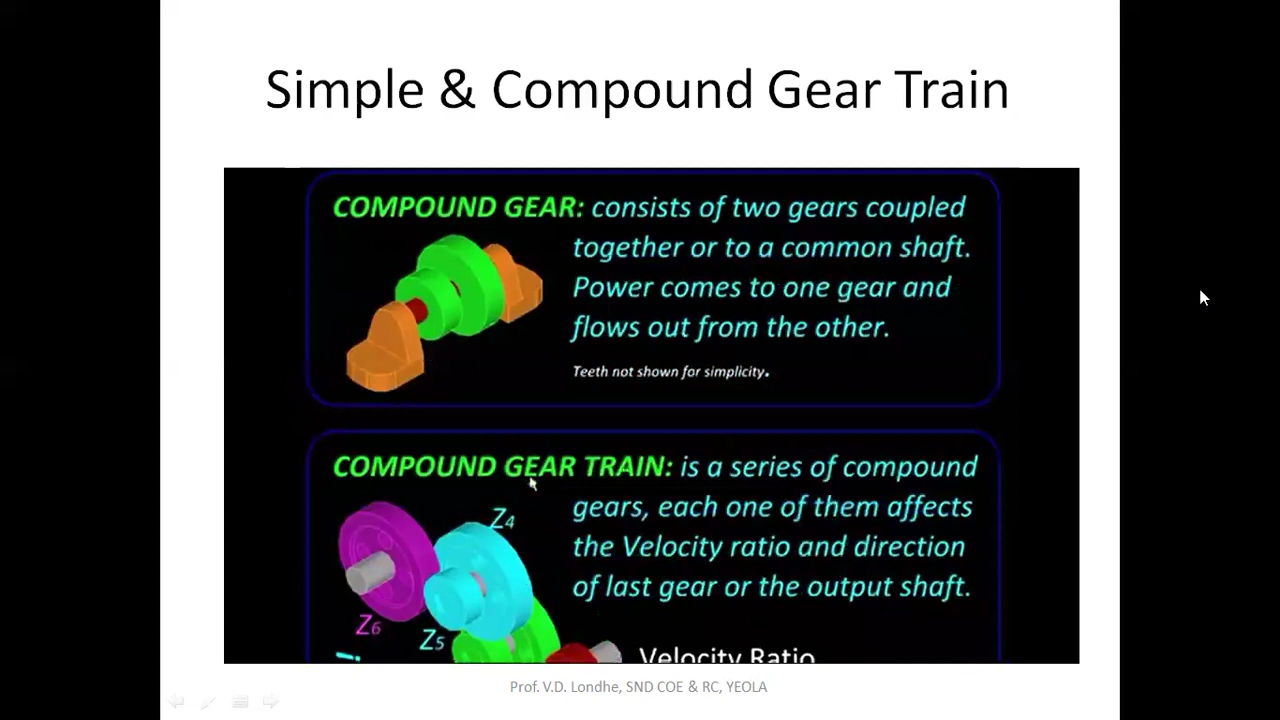 Simple & Compound Gear Train
COMPOUND GEAR: consists of two gears coupled
together or to a common shaft.
Power comes to one gear and
flows out from the other.
Teeth not shown for simplicity.
COMPOUND GEAR TRAIN: is a series of compound
gears, each one of them affects
the Velocity ratio and direction
of last gear or the output shaft.
Z4
Z6
Z5
Velocity Ratio
Prof. V.D. Londhe, SND COE & RC, YEOLA